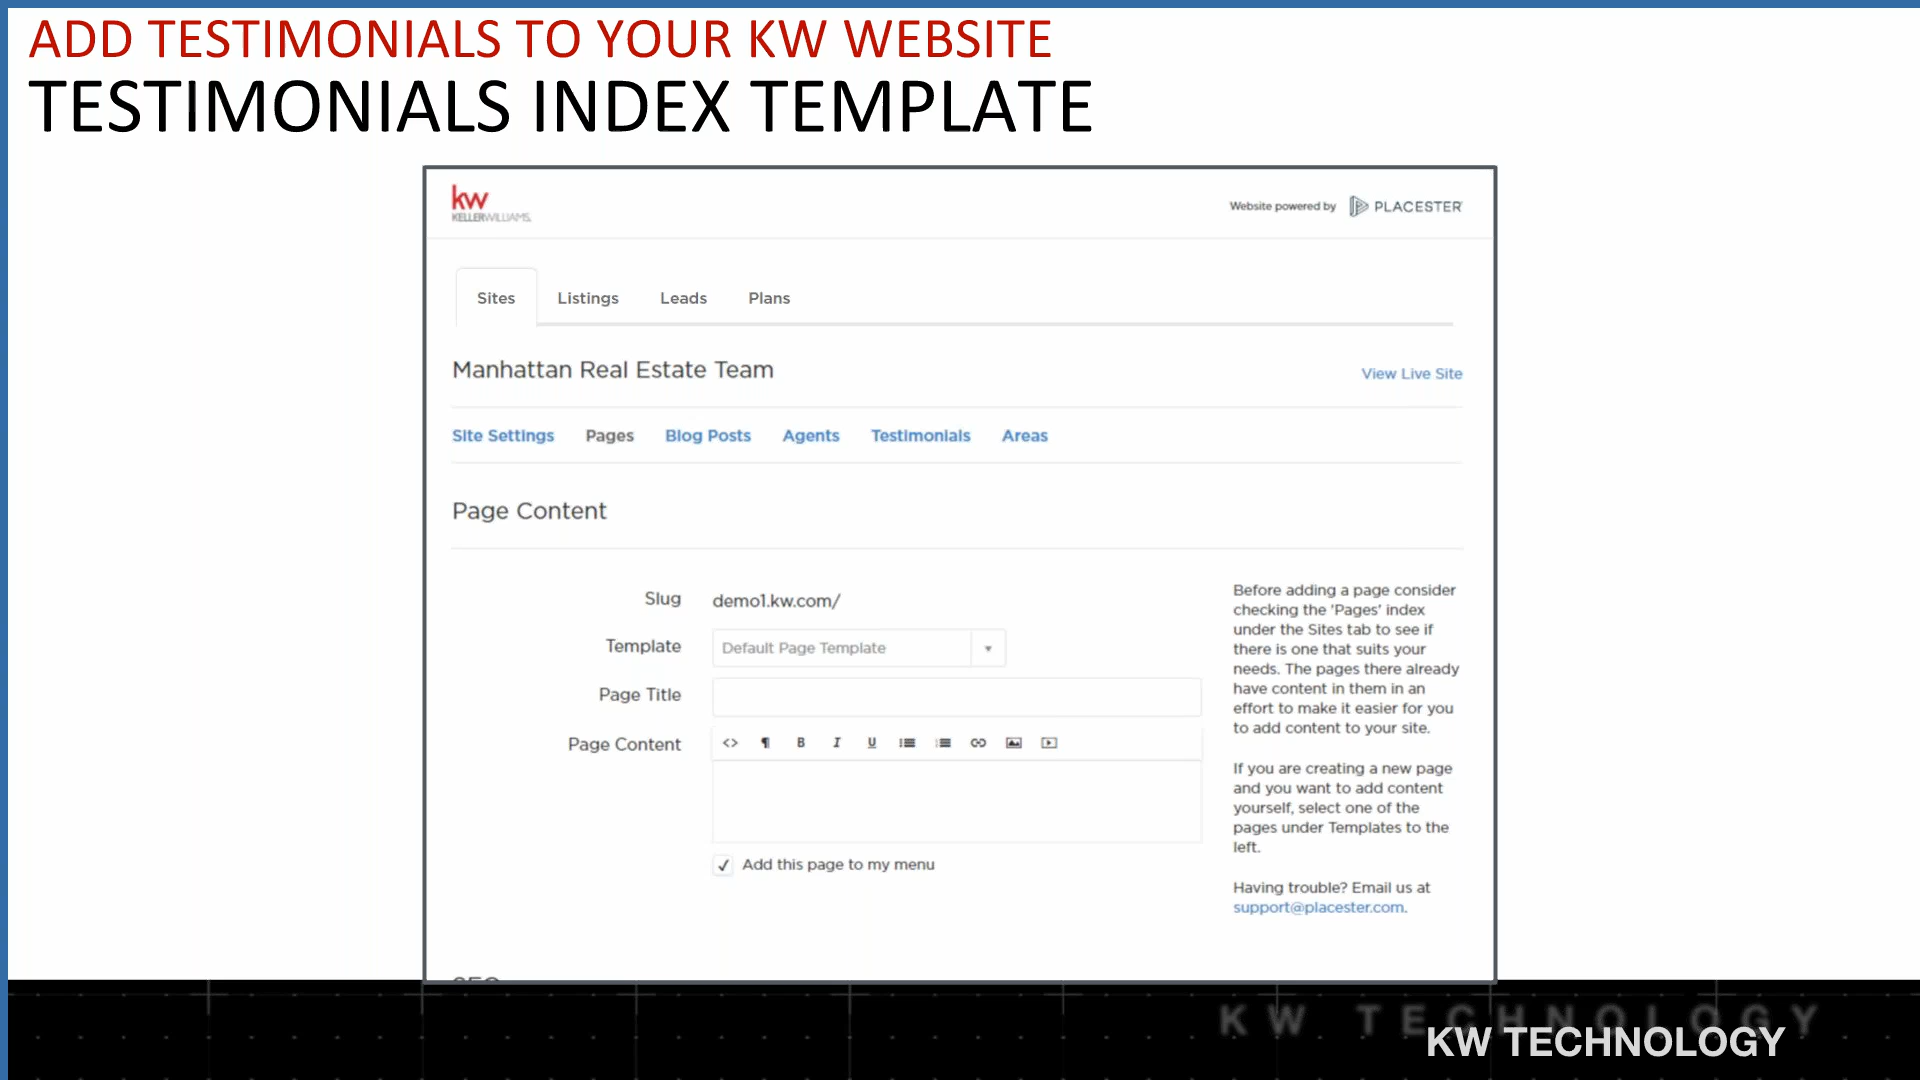 ADD TESTIMONIALS TO YOUR KW WEBSITE
TESTIMONIALS INDEX TEMPLATE
kw
KELLERWILLIAMS.
Website powered by PLACESTER
Sites Listings Leads Plans
Manhattan Real Estate Team
View Live Site
Site Settings Pages Blog Posts Agents Testimonials Areas
Page Content
Slug demo1.kw.com/
Template Default Page Template
Page Title
Page Content
B I U
Add this page to my menu
Before adding a page consider
checking the 'Pages' index
under the Sites tab to see if
there is one that suits your
needs. The pages there already
have content in them in an
effort to make it easier for you
to add content to your site.
If you are creating a new page
and you want to add content
yourself, select one of the
pages under Templates to the
left.
Having trouble? Email us at
support@placester.com.
KW TECHNOLOGY
KW TECHNOLOGY